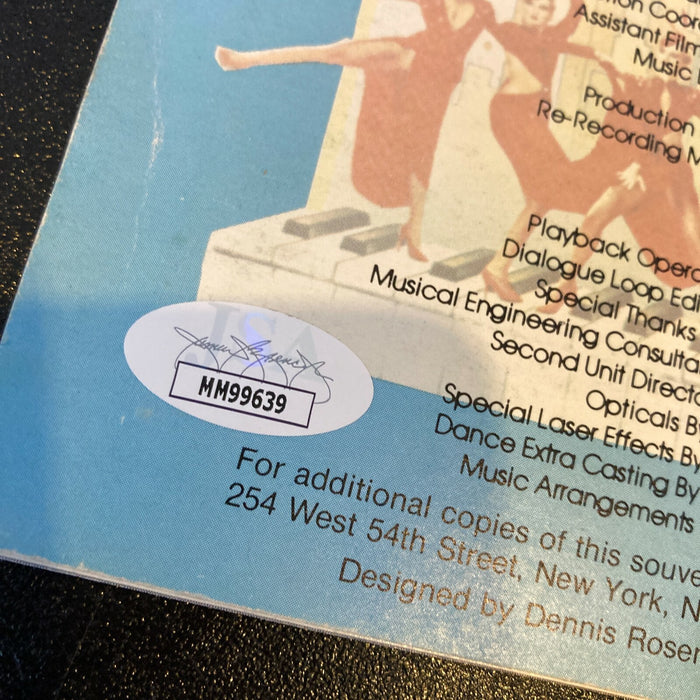 Assistant Film
Music
Production
Re-Recording M
Playback Opera
Dialogue Loop Ed
Special Thanks
Musical Engineering Consulta
Second Unit Directo
Opticals B
Special Laser Effects By
Dance Extra Casting By
Music Arrangements
JSA
MM99639
For additional copies of this souve
254 West 54th Street, New York, N
Designed by Dennis Rosen